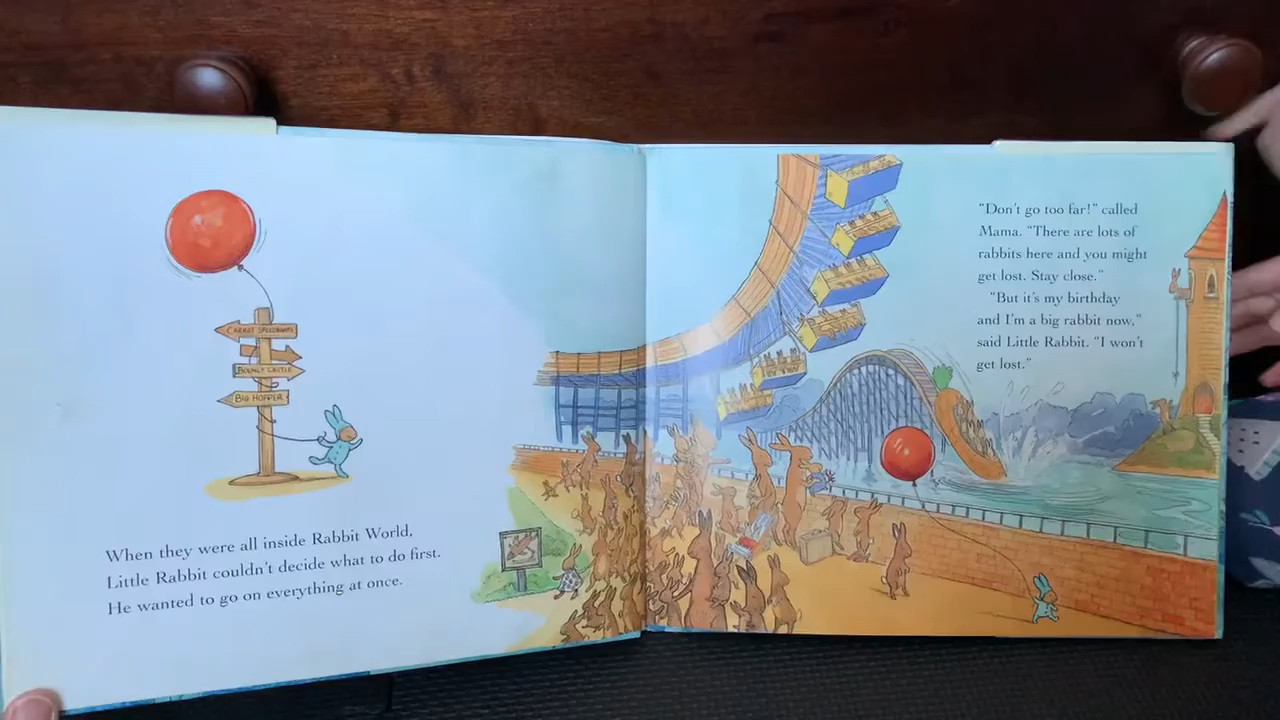 CARROT SPEEDWAYS
BOUNCY CASTLE
BIG HOPPER
When they were all inside Rabbit World,
Little Rabbit couldn't decide what to do first.
He wanted to go on everything at once.
"Don't go too far!" called
Mama. "There are lots of
rabbits here and you might
get lost. Stay close."
"But it's my birthday
and I'm a big rabbit now,"
said Little Rabbit. "I won't
get lost."